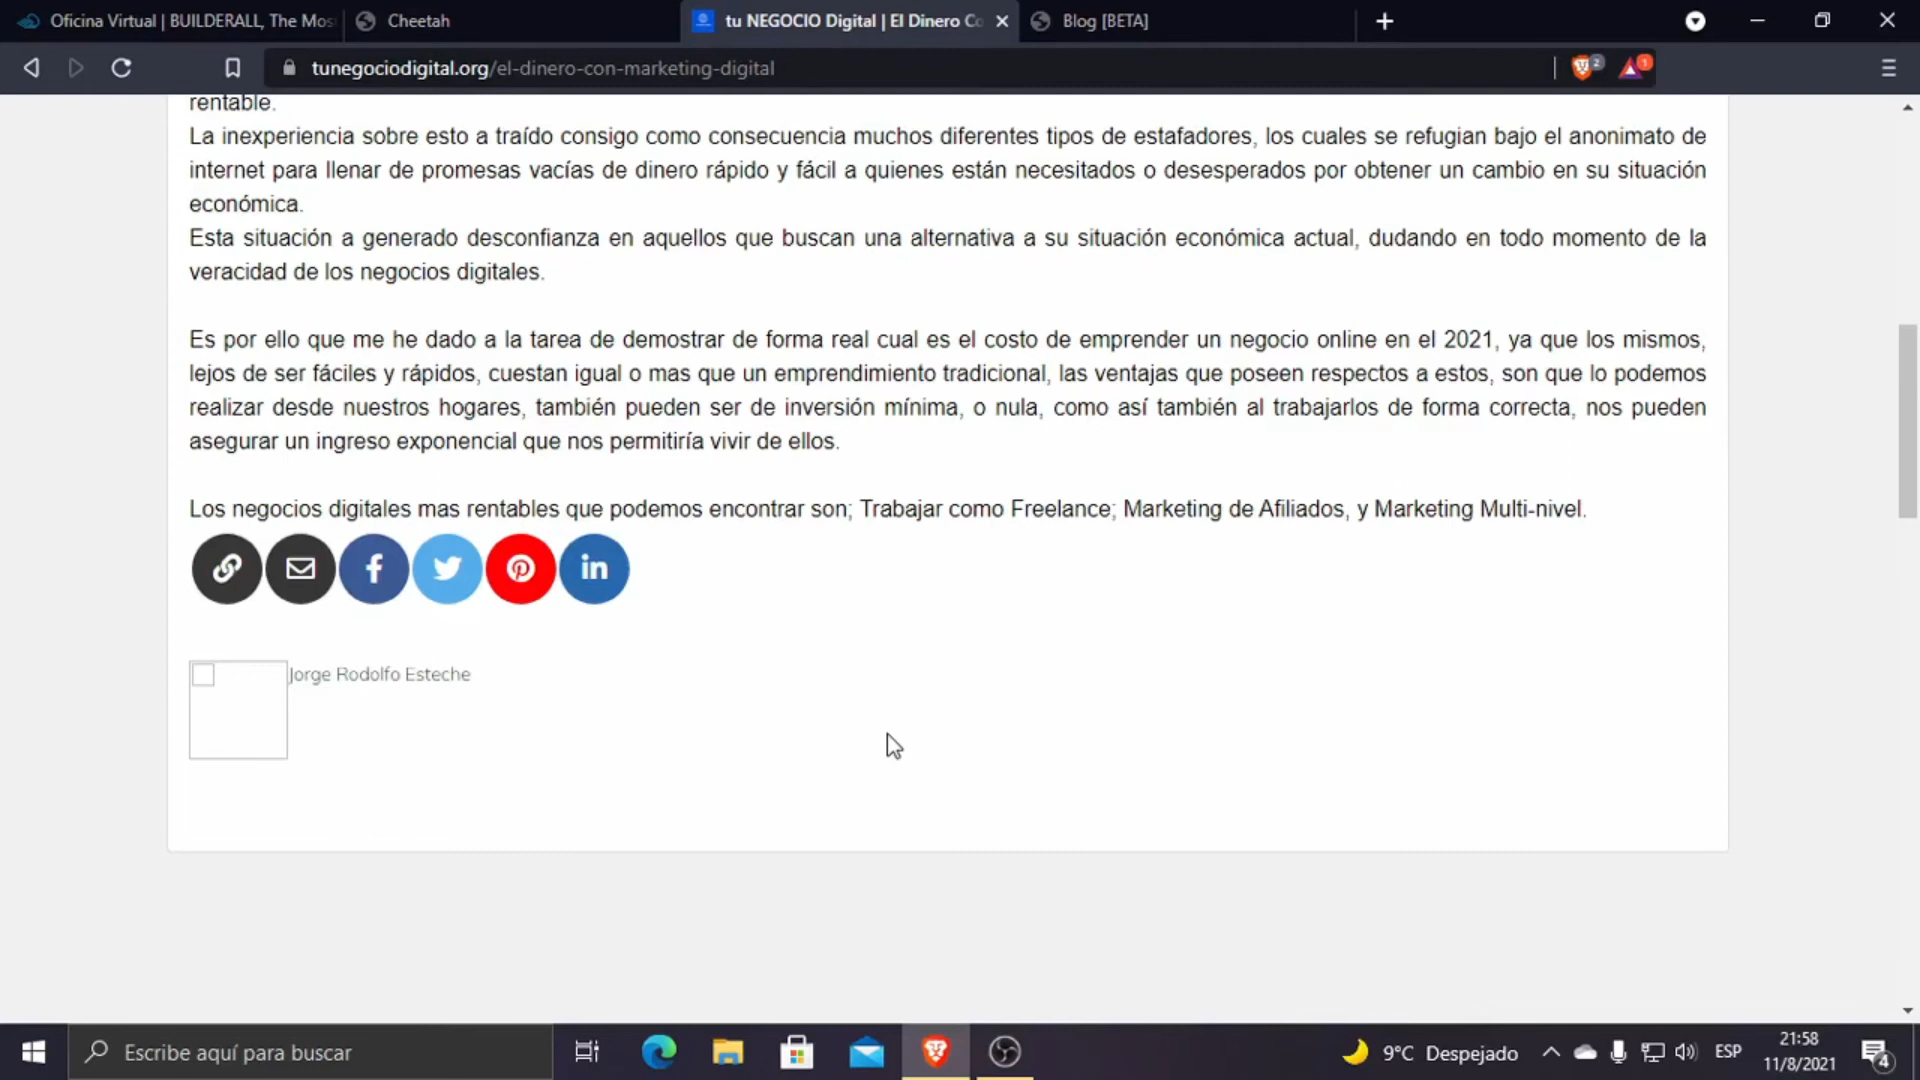 Oficina Virtual | BUILDERALL, The Mos
Cheetah
tu NEGOCIO Digital | El Dinero Co
Blog [BETA]
tunegociodigital.org/el-dinero-con-marketing-digital
2
1
rentable.
La inexperiencia sobre esto a traído consigo como consecuencia muchos diferentes tipos de estafadores, los cuales se refugian bajo el anonimato de
internet para llenar de promesas vacías de dinero rápido y fácil a quienes están necesitados o desesperados por obtener un cambio en su situación
económica.
Esta situación a generado desconfianza en aquellos que buscan una alternativa a su situación económica actual, dudando en todo momento de la
veracidad de los negocios digitales.
Es por ello que me he dado a la tarea de demostrar de forma real cual es el costo de emprender un negocio online en el 2021, ya que los mismos,
lejos de ser fáciles y rápidos, cuestan igual o mas que un emprendimiento tradicional, las ventajas que poseen respectos a estos, son que lo podemos
realizar desde nuestros hogares, también pueden ser de inversión mínima, o nula, como así también al trabajarlos de forma correcta, nos pueden
asegurar un ingreso exponencial que nos permitiría vivir de ellos.
Los negocios digitales mas rentables que podemos encontrar son; Trabajar como Freelance; Marketing de Afiliados, y Marketing Multi-nivel.
Jorge Rodolfo Esteche
Escribe aquí para buscar
9°C Despejado
ESP
21:58
11/8/2021
4